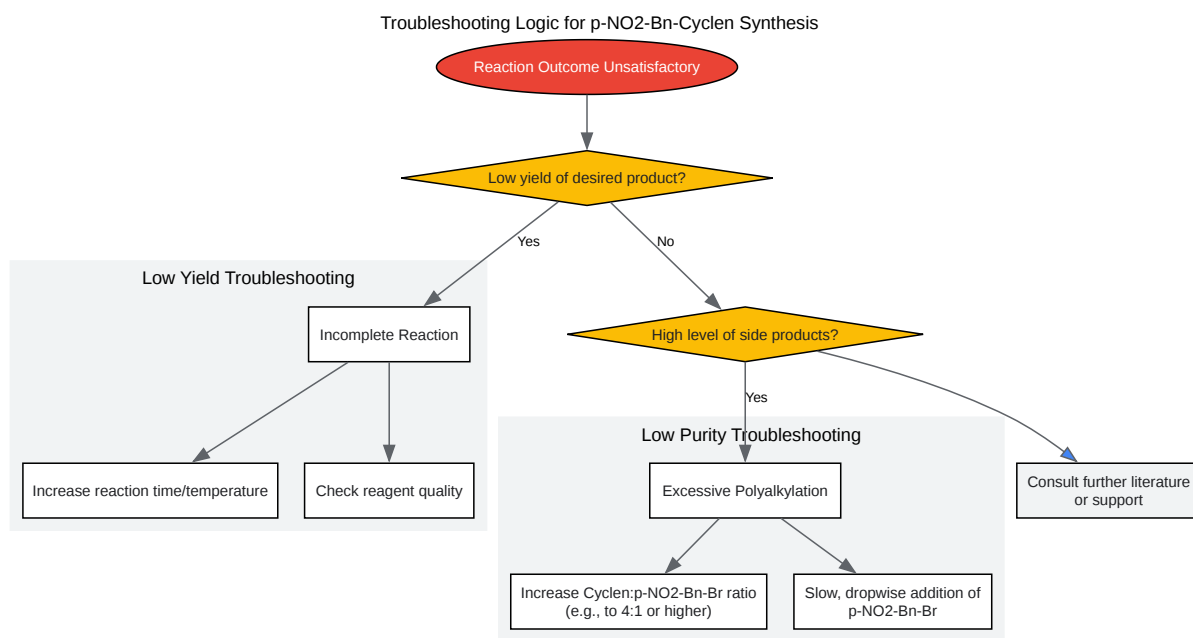 Troubleshooting Logic for p-NO2-Bn-Cyclen Synthesis
Reaction Outcome Unsatisfactory
Low yield of desired product?
Yes
No
Low Yield Troubleshooting
Incomplete Reaction
High level of side products?
Yes
Low Purity Troubleshooting
Increase reaction time/temperature
Check reagent quality
Excessive Polyalkylation
Consult further literature
or support
Increase Cyclen:p-NO2-Bn-Br ratio
(e.g., to 4:1 or higher)
Slow, dropwise addition of
p-NO2-Bn-Br